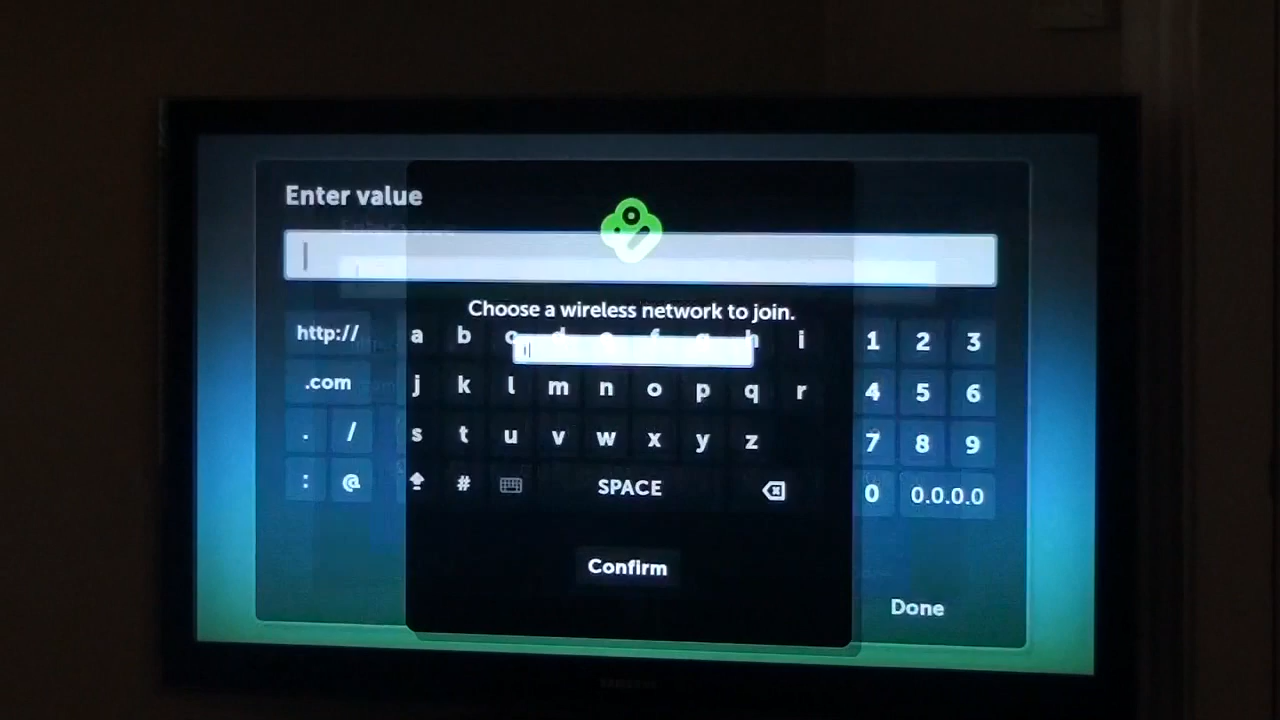 Enter value
Choose a wireless network to join.
http:// a b c d e f g h i 1 2 3
.com j k l m n o p q r 4 5 6
. / s t u v w x y z 7 8 9
: @ # SPACE 0 0.0.0.0
Confirm
Done
SAMSUNG